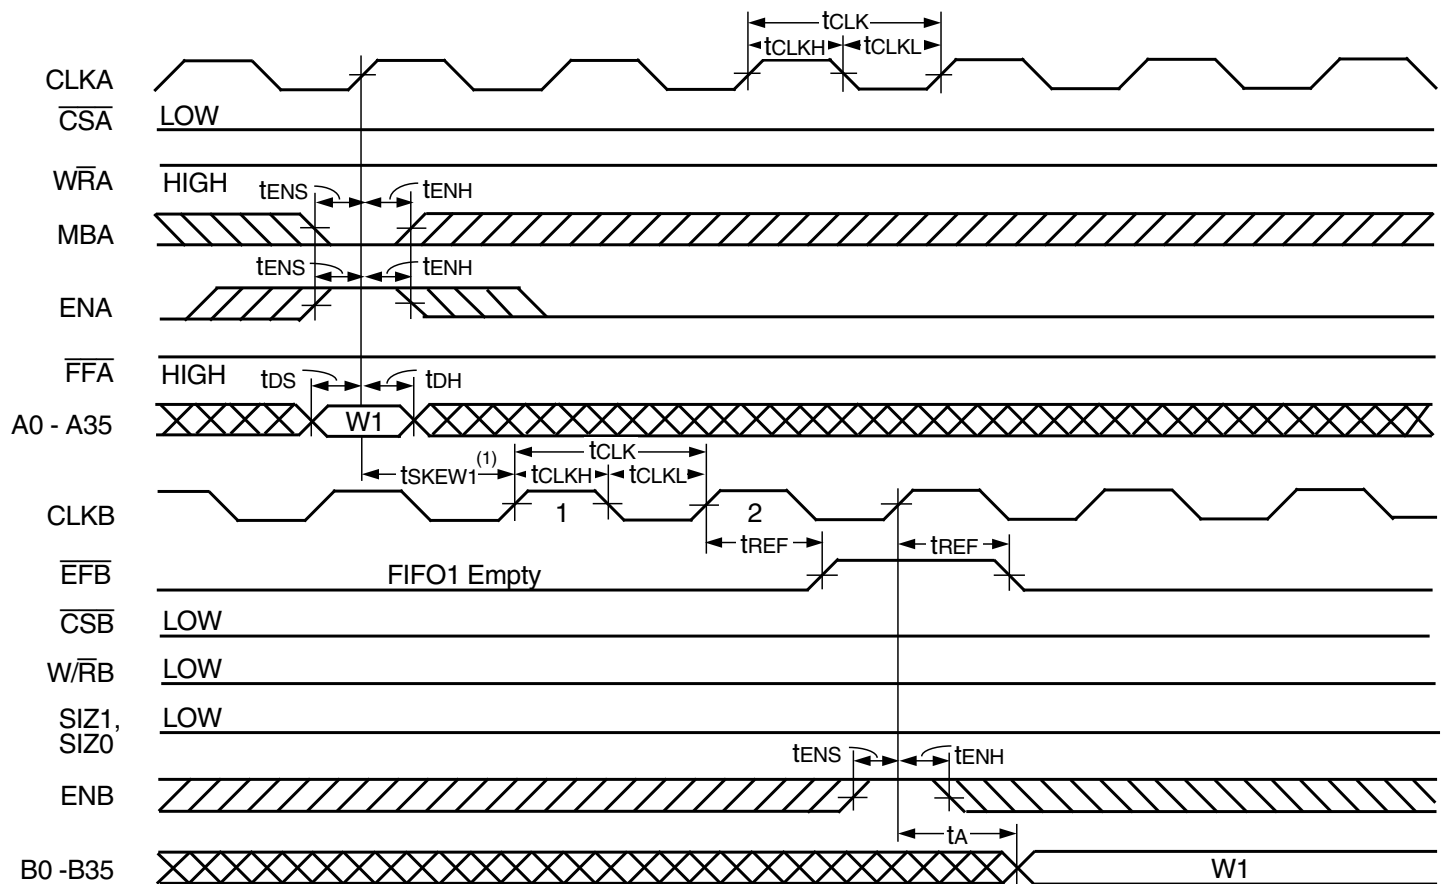 tCLK
tCLKH tCLKL
CLKA
CSA LOW
WRA HIGH
tENS tENH
MBA
tENS tENH
ENA
FFA HIGH
tDS tDH
A0 - A35 W1
tSKEW1(1) tCLK
tCLKH tCLKL
CLKB 1 2
tREF tREF
EFB FIFO1 Empty
CSB LOW
W/RB LOW
SIZ1, LOW
SIZ0
tENS tENH
ENB
tA
B0 -B35 W1